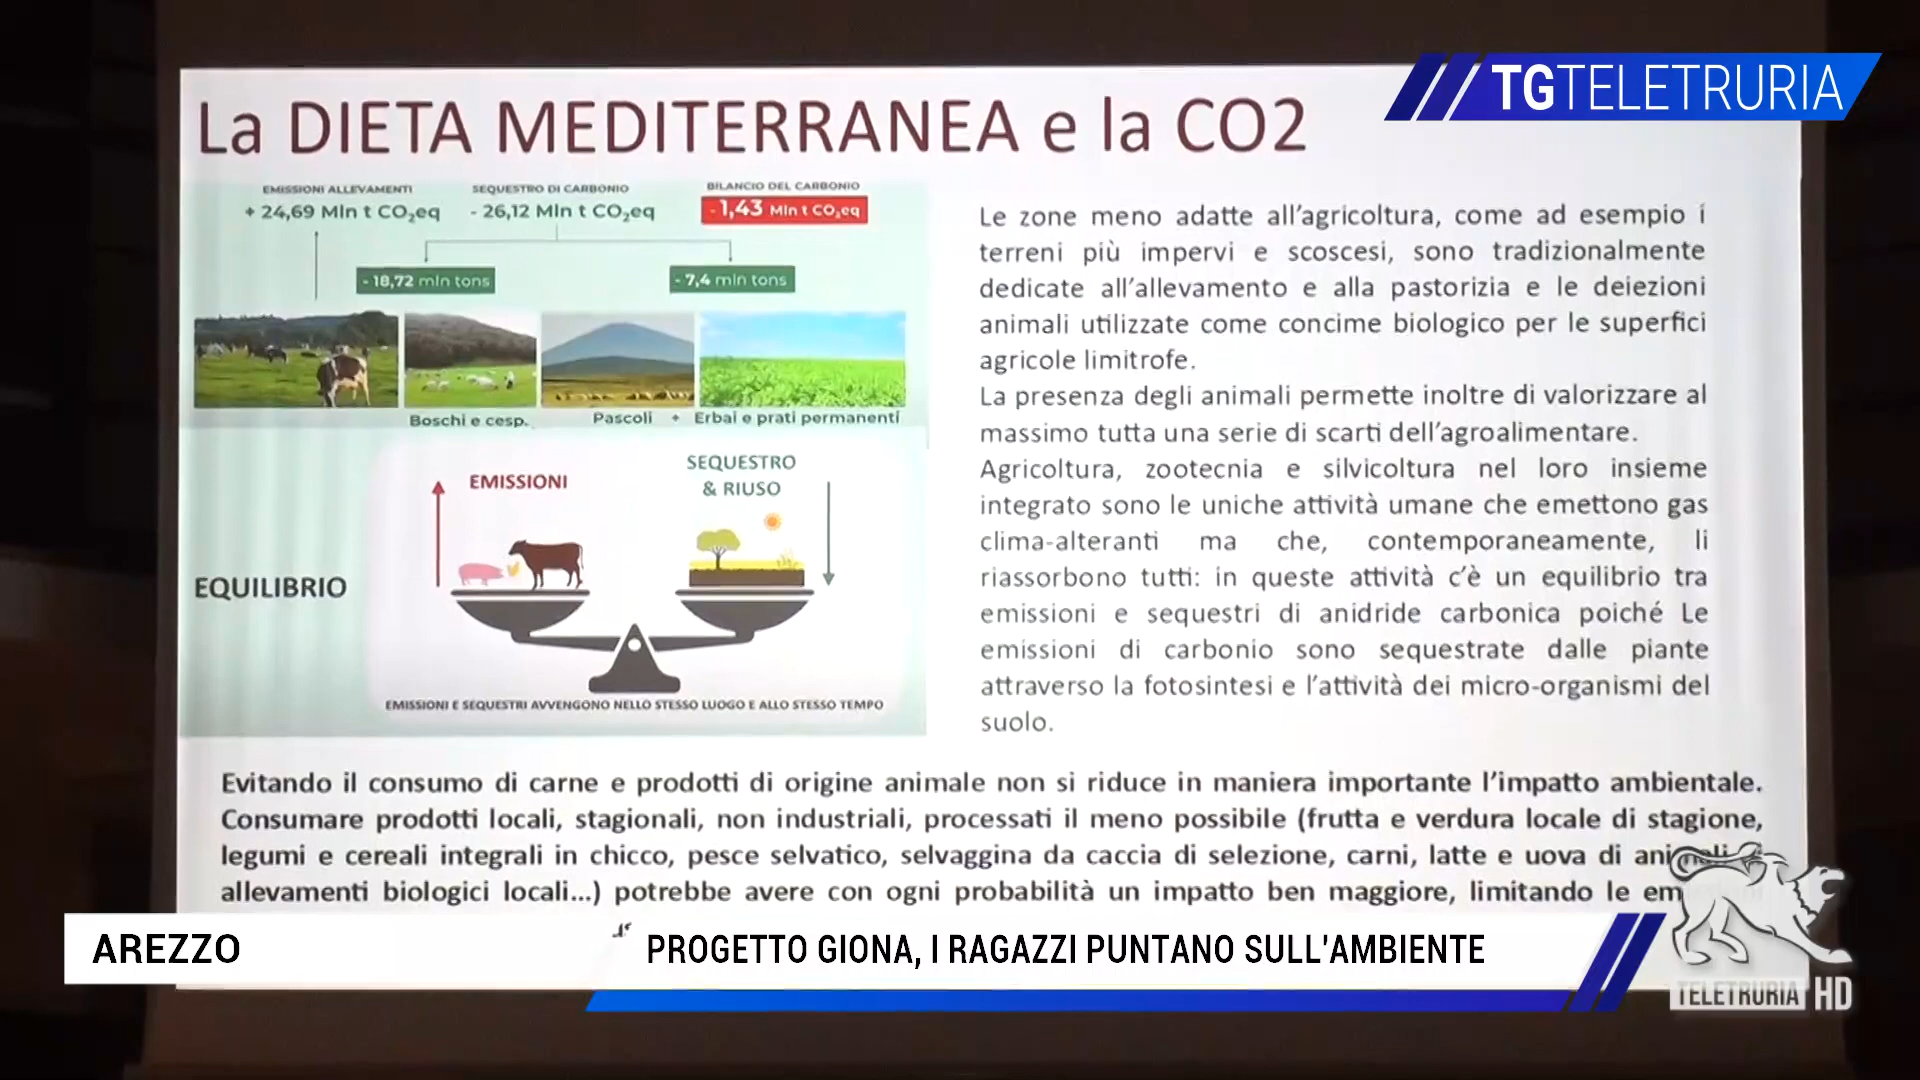 TGTELETRURIA
La DIETA MEDITERRANEA e la CO2
EMISSIONI ALLEVAMENTI
+ 24,69 Mln t CO₂eq
SEQUESTRO DI CARBONIO
- 26,12 Mln t CO₂eq
BILANCIO DEL CARBONIO
- 1,43 Mln t CO₂eq
- 18,72 mln tons
- 7,4 mln tons
Boschi e cesp.
Pascoli + Erbai e prati permanenti
EMISSIONI
SEQUESTRO
& RIUSO
EQUILIBRIO
EMISSIONI E SEQUESTRI AVVENGONO NELLO STESSO LUOGO E ALLO STESSO TEMPO
Le zone meno adatte all'agricoltura, come ad esempio i
terreni più impervi e scoscesi, sono tradizionalmente
dedicate all'allevamento e alla pastorizia e le deiezioni
animali utilizzate come concime biologico per le superfici
agricole limitrofe.
La presenza degli animali permette inoltre di valorizzare al
massimo tutta una serie di scarti dell'agroalimentare.
Agricoltura, zootecnia e silvicoltura nel loro insieme
integrato sono le uniche attività umane che emettono gas
clima-alteranti ma che, contemporaneamente, li
riassorbono tutti: in queste attività c'è un equilibrio tra
emissioni e sequestri di anidride carbonica poiché Le
emissioni di carbonio sono sequestrate dalle piante
attraverso la fotosintesi e l'attività dei micro-organismi del
suolo.
Evitando il consumo di carne e prodotti di origine animale non si riduce in maniera importante l'impatto ambientale.
Consumare prodotti locali, stagionali, non industriali, processati il meno possibile (frutta e verdura locale di stagione,
legumi e cereali integrali in chicco, pesce selvatico, selvaggina da caccia di selezione, carni, latte e uova di animali
allevamenti biologici locali...) potrebbe avere con ogni probabilità un impatto ben maggiore, limitando le em
AREZZO
PROGETTO GIONA, I RAGAZZI PUNTANO SULL'AMBIENTE
TELETRURIA HD